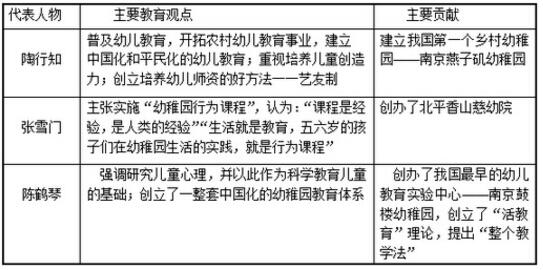 代表人物 主要教育观点 主要贡献
陶行知 普及幼儿教育，开拓农村幼儿教育事业，建立 建立我国第一个乡村幼稚
中国化和平民化的幼儿教育；重视培养儿童创造 园——南京燕子矶幼稚园
力；创立培养幼儿师资的好方法－－艺友制
张雪门 主张实施“幼稚园行为课程”，认为：“课程是经 创办了北平香山慈幼院
验，是人类的经验”“生活就是教育，五六岁的孩
子们在幼稚园生活的实践，就是行为课程”
陈鹤琴 强调研究儿童心理，并以此作为科学教育儿童 创办了我国最早的幼儿
的基础；创立了一整套中国化的幼稚园教育体系 教育实验中心——南京鼓
楼幼稚园，创立了“活教
育”理论，提出“整个教
学法”